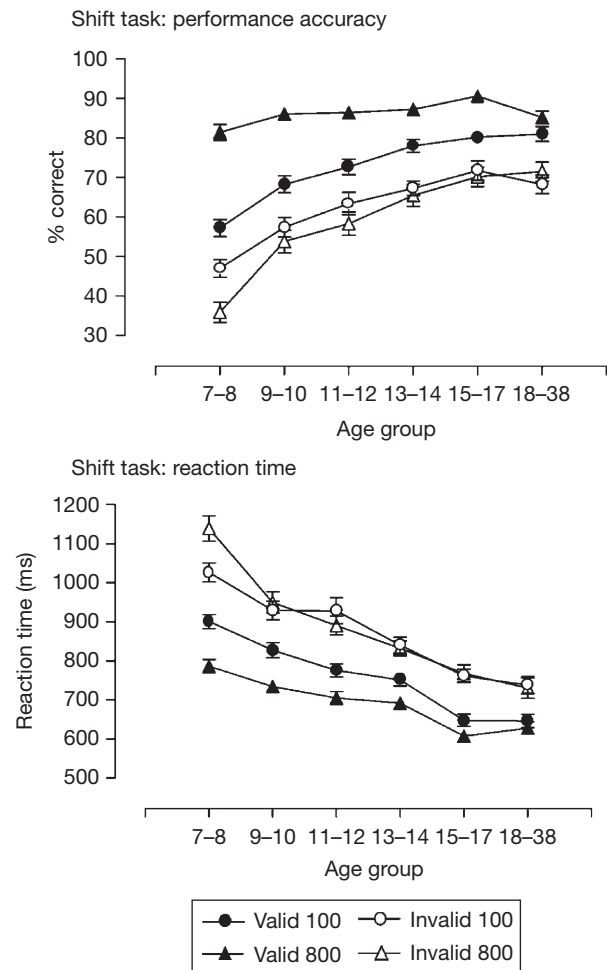 Shift task: performance accuracy
100
90
80
70
60
50
40
30
% correct
7–8 9–10 11–12 13–14 15–17 18–38
Age group
Shift task: reaction time
1200
1100
1000
900
800
700
600
500
Reaction time (ms)
7–8 9–10 11–12 13–14 15–17 18–38
Age group
Valid 100 Invalid 100
Valid 800 Invalid 800